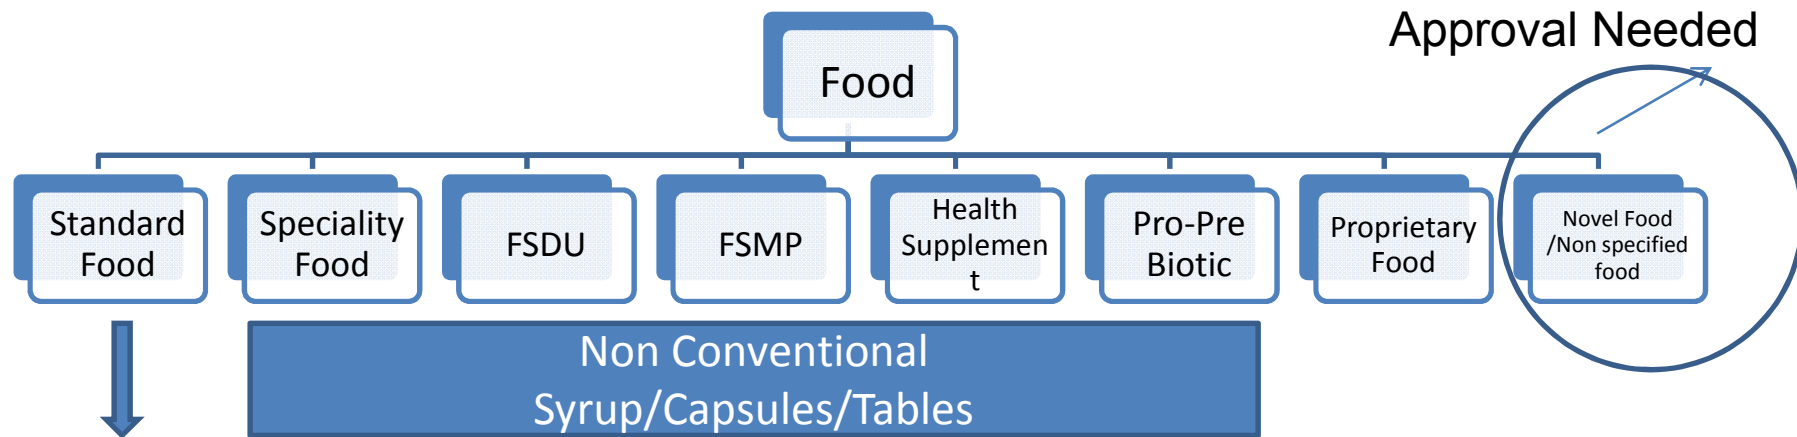 Approval Needed
Food
Standard
Food
Speciality
Food
FSDU
FSMP
Health
Supplemen
t
Pro-Pre
Biotic
Proprietary
Food
Novel Food
/Non specified
food
Non Conventional
Syrup/Capsules/Tables